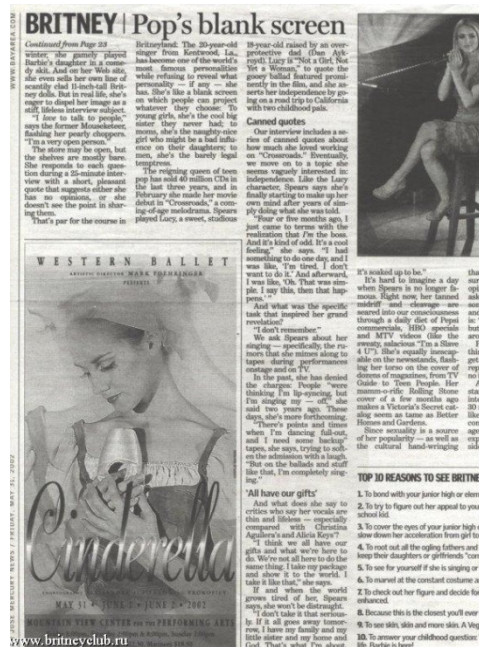 WWW.BAYAREA.COM
SAN JOSE MERCURY NEWS / FRIDAY, MAY 31, 2002
BRITNEY | Pop's blank screen
Continued from Page 23
winter, she gamely played
Barbie's daughter in a come-
dy skit. And on her Web site,
she even sells her own line of
scantily clad 11-inch-tall Brit-
ney dolls. But in real life, she's
eager to dispel her image as a
stiff, lifeless interview subject.
"I love to talk to people,"
says the former Mouseketeer,
flashing her pearly choppers.
"I'm a very open person."
The store may be open, but
the shelves are mostly bare.
She responds to each ques-
tion during a 25-minute inter-
view with a short, pleasant
quote that suggests either she
has no opinions, or she
doesn't see the point in shar-
ing them.
That's par for the course in
Britneyland: The 20-year-old
singer from Kentwood, La.,
has become one of the world's
most famous personalities
while refusing to reveal what
personality — if any — she
has. She's like a blank screen
on which people can project
whatever they choose: To
young girls, she's the cool big
sister they never had; to
moms, she's the naughty-nice
girl who might be a bad influ-
ence on their daughters; to
men, she's the barely legal
temptress.
The reigning queen of teen
pop has sold 40 million CDs in
the last three years, and in
February she made her movie
debut in "Crossroads," a com-
ing-of-age melodrama. Spears
played Lucy, a sweet, studious
18-year-old raised by an over-
protective dad (Dan Ayk-
royd). Lucy is "Not a Girl, Not
Yet a Woman," to quote the
gooey ballad featured promi-
nently in the film, and she as-
serts her independence by go-
ing on a road trip to California
with two childhood pals.
Canned quotes
Our interview includes a se-
ries of canned quotes about
how much she loved working
on "Crossroads." Eventually,
we move on to a topic she
seems vaguely interested in:
independence. Like the Lucy
character, Spears says she's
finally starting to make up her
own mind after years of sim-
ply doing what she was told.
"Four or five months ago, I
just came to terms with the
realization that I'm the boss.
And it's kind of odd. It's a cool
feeling," she says. "I had
something to do one day, and I
was like, 'I'm tired. I don't
want to do it.' And afterward,
I was like, 'Oh. That was sim-
ple. I say this, then that hap-
pens.' "
And what was the specific
task that inspired her grand
revelation?
"I don't remember."
We ask Spears about her
singing — specifically, the ru-
mors that she mimes along to
tapes during performances
onstage and on TV.
In the past, she has denied
the charges: People "were
thinking I'm lip-syncing, but
I'm singing my — off," she
said two years ago. These
days, she's more forthcoming.
"There's points and times
when I'm dancing full-out,
and I need some backup"
tapes, she says, trying to soft-
en the admission with a laugh.
"But on the ballads and stuff
like that, I'm completely sing-
ing."
'All have our gifts'
And what does she say to
critics who say her vocals are
thin and lifeless — especially
compared with Christina
Aguilera's and Alicia Keys'?
"I think we all have our
gifts and what we're here to
do. We're not all here to do the
same thing. I take my package
and show it to the world. I
take it like that," she says.
If and when the world
grows tired of her, Spears
says, she won't be distraught.
"I don't take it that serious-
ly. If it all goes away tomor-
row, I have my family and my
little sister and my home and
God. That's what I'm about.
it's soaked up to be."
It's hard to imagine a day
when Spears is no longer fa-
mous. Right now, her tanned
midriff and cleavage are
seared into our consciousness
through a daily diet of Pepsi
commercials, HBO specials
and MTV videos (like the
sweaty, salacious "I'm a Slave
4 U"). She's equally inescap-
able on the newsstands, flash-
ing her torso on the cover of
dozens of magazines, from TV
Guide to Teen People. Her
mamm-o-rific Rolling Stone
cover of a few months ago
makes a Victoria's Secret cat-
alog seem as tame as Better
Homes and Gardens.
Since sexuality is a source
of her popularity — as well as
the cultural hand-wringing
TOP 10 REASONS TO SEE BRITNE
1. To bond with your junior high or elem
2. To try to figure out her appeal to you
school kid.
3. To cover the eyes of your junior high
slow down her acceleration from girl to
4. To root out all the ogling fathers and
keep their daughters or girlfriends "com
5. To see for yourself if she is singing or
6. To marvel at the constant costume a
7. To check out her figure and decide for
enhanced.
8. Because this is the closest you'll ever
9. To see skin, skin and more skin. A Veg
10. To answer your childhood question:
life Barbie is here!
WESTERN BALLET
ARTISTIC DIRECTOR
PRESENTS
Cinderella
MAY 31 • JUNE 1 • JUNE 2 • 2002
MOUNTAIN VIEW CENTER FOR THE PERFORMING ARTS
www.britneyclub.ru